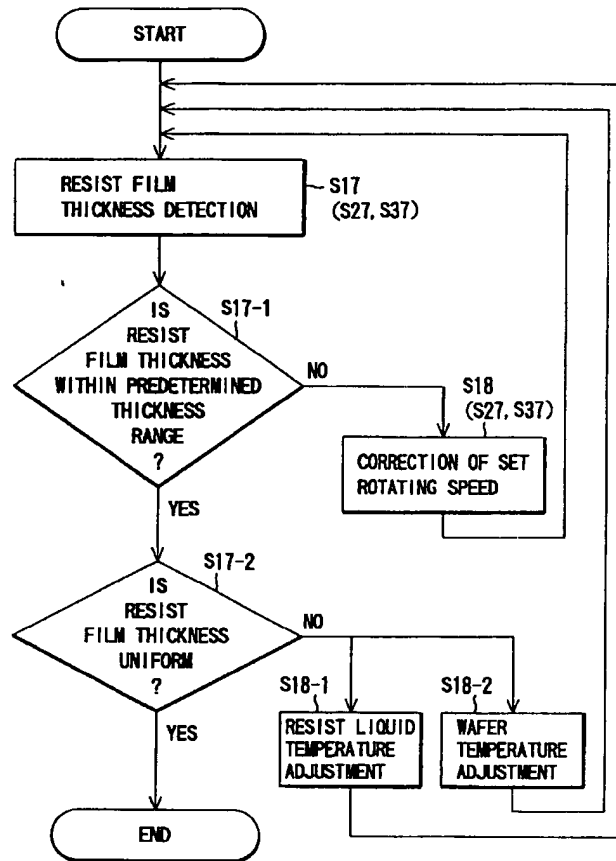 START
RESIST FILM
THICKNESS DETECTION
S17
(S27, S37)
IS
RESIST
FILM THICKNESS
WITHIN PREDETERMINED
THICKNESS
RANGE
?
S17-1
NO
S18
(S27, S37)
CORRECTION OF SET
ROTATING SPEED
YES
IS
RESIST
FILM THICKNESS
UNIFORM
?
S17-2
NO
S18-1
RESIST LIQUID
TEMPERATURE
ADJUSTMENT
S18-2
WAFER
TEMPERATURE
ADJUSTMENT
YES
END